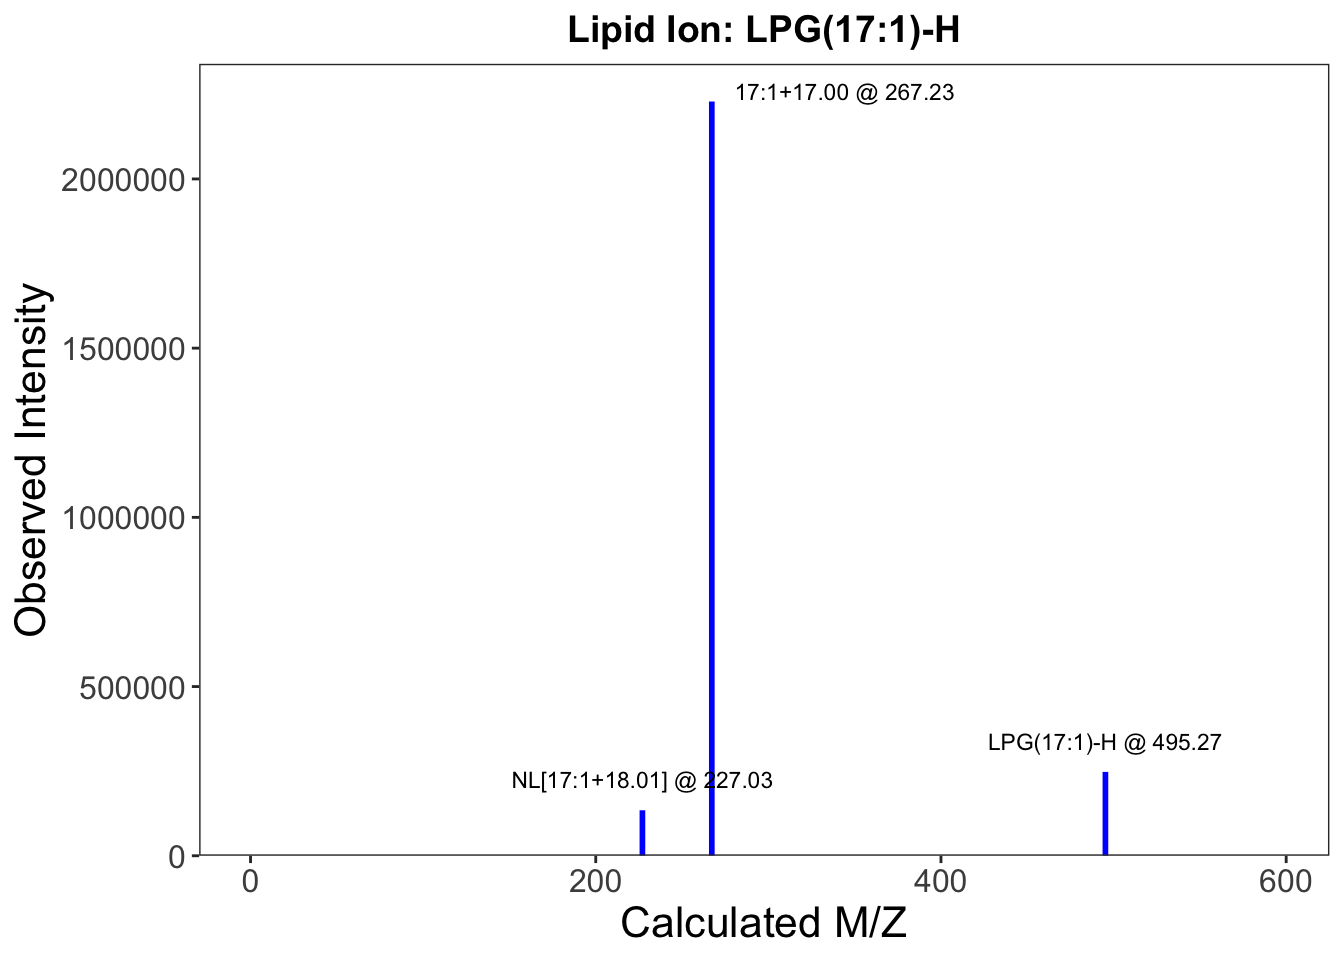 Lipid Ion: LPG(17:1)-H
17:1+17.00 @ 267.23
2000000
1500000
1000000
500000
0
Observed Intensity
LPG(17:1)-H @ 495.27
NL[17:1+18.01] @ 227.03
0 200 400 600
Calculated M/Z